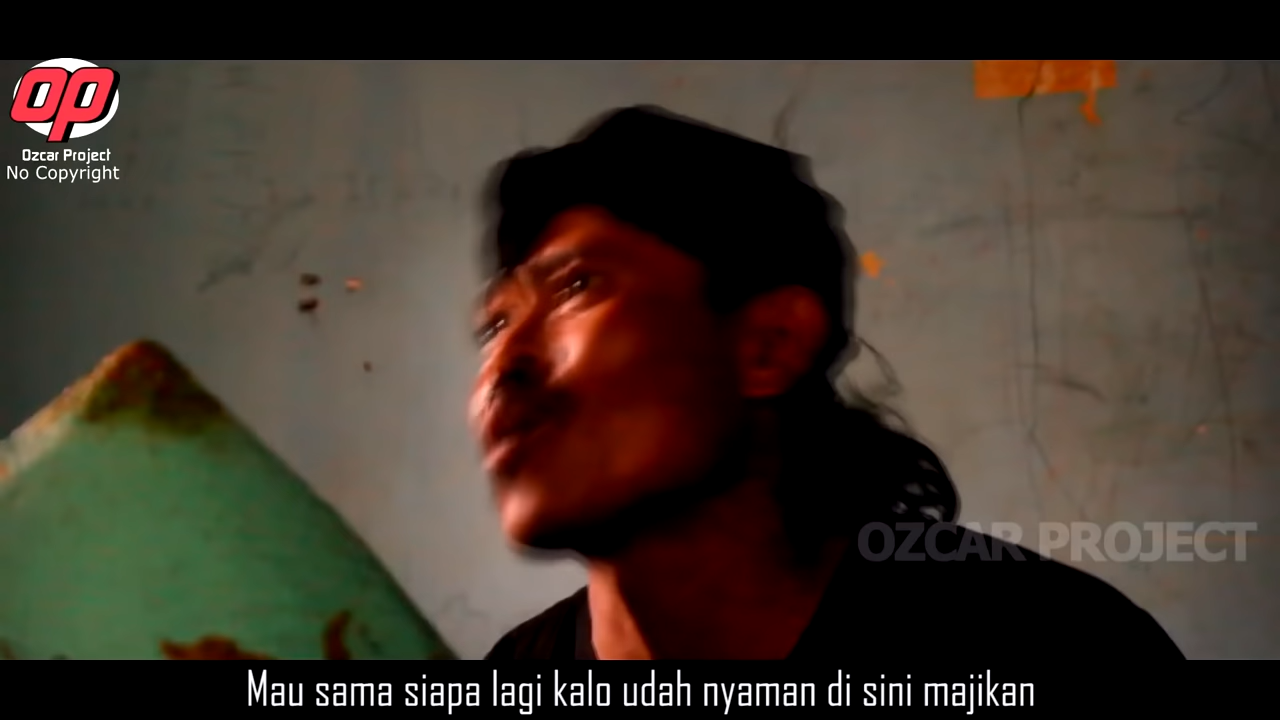 op
Ozcar Project
No Copyright
OZCAR PROJECT
Mau sama siapa lagi kalo udah nyaman di sini majikan